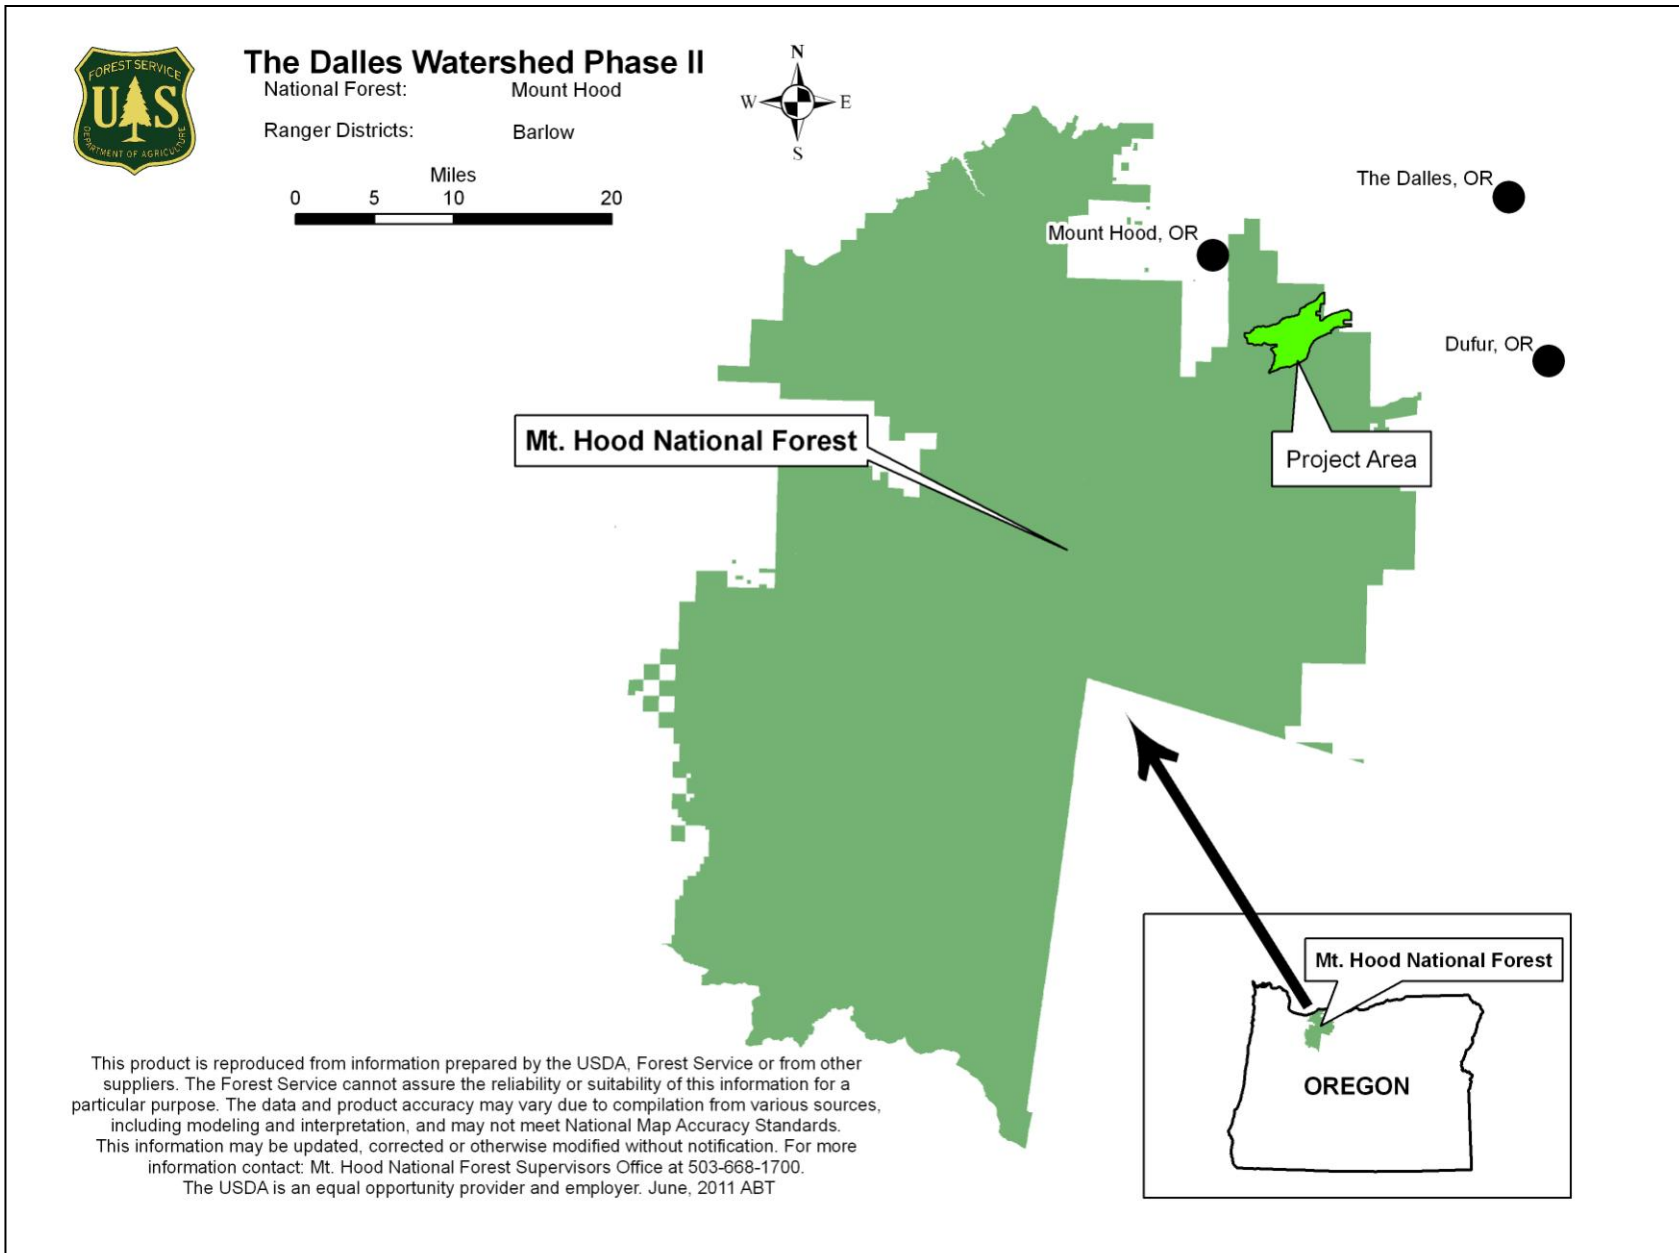 FOREST SERVICE
UAS
DEPARTMENT OF AGRICULTURE
The Dalles Watershed Phase II
National Forest: Mount Hood
Ranger Districts: Barlow
N
W E
S
Miles
0 5 10 20
The Dalles, OR
Mount Hood, OR
Dufur, OR
Mt. Hood National Forest
Project Area
Mt. Hood National Forest
OREGON
This product is reproduced from information prepared by the USDA, Forest Service or from other
suppliers. The Forest Service cannot assure the reliability or suitability of this information for a
particular purpose. The data and product accuracy may vary due to compilation from various sources,
including modeling and interpretation, and may not meet National Map Accuracy Standards.
This information may be updated, corrected or otherwise modified without notification. For more
information contact: Mt. Hood National Forest Supervisors Office at 503-668-1700.
The USDA is an equal opportunity provider and employer. June, 2011 ABT